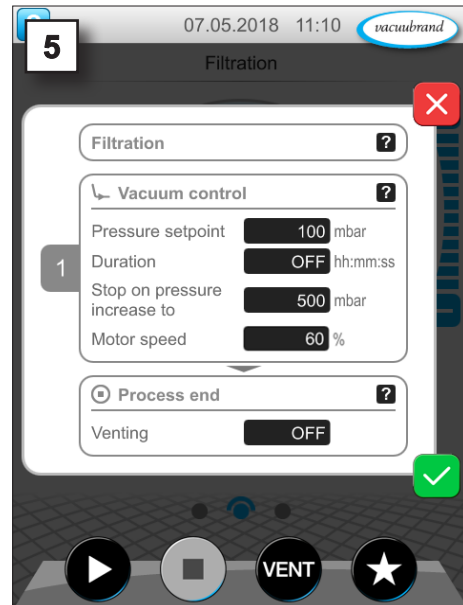 07.05.2018 11:10 vacuubrand
5
Filtration
Filtration ?
Vacuum control ?
1
Pressure setpoint 100 mbar
Duration OFF hh:mm:ss
Stop on pressure
increase to 500 mbar
Motor speed 60 %
Process end ?
Venting OFF
VENT